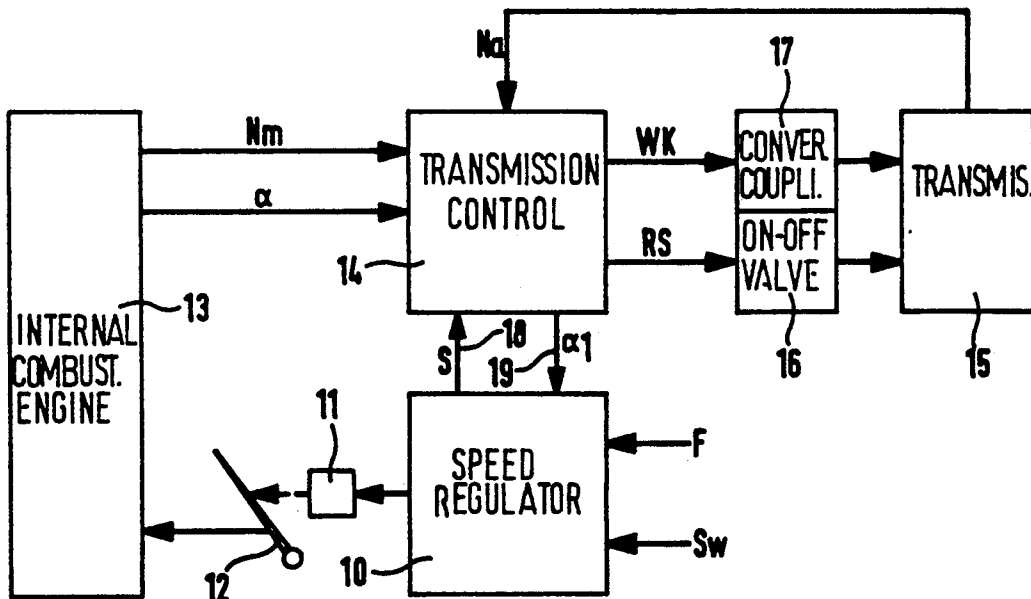 Na
17
Nm
TRANSMISSION
CONTROL
WK
CONVER.
COUPLI.
TRANSMIS.
α
RS
ON-OFF
VALVE
14
13
INTERNAL
COMBUST.
ENGINE
S
18
19
α1
16
15
11
SPEED
REGULATOR
F
Sw
12
10